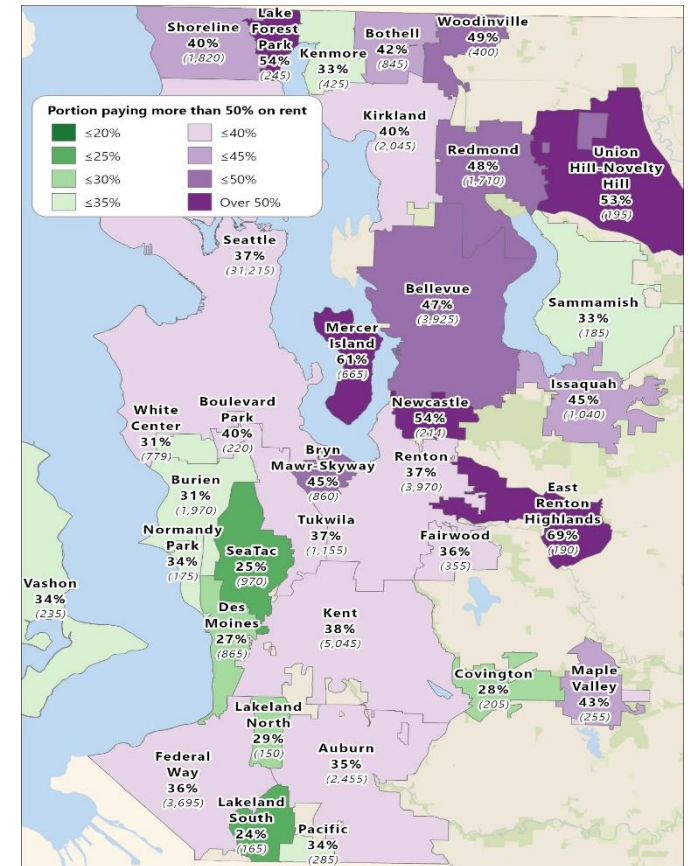 Shoreline
40%
(1,820)
Lake
Forest
Park
54%
(245)
Kenmore
33%
(425)
Bothell
42%
(845)
Woodinville
49%
(400)
Portion paying more than 50% on rent
≤20%
≤25%
≤30%
≤35%
≤40%
≤45%
≤50%
Over 50%
Kirkland
40%
(2,045)
Redmond
48%
(1,710)
Union
Hill-Novelty
Hill
53%
(195)
Seattle
37%
(31,215)
Bellevue
47%
(3,925)
Sammamish
33%
(185)
Mercer
Island
61%
(665)
Issaquah
45%
(1,040)
Newcastle
54%
(214)
White
Center
31%
(779)
Boulevard
Park
40%
(220)
Bryn
Mawr-Skyway
45%
(860)
Renton
37%
(3,970)
Burien
31%
(1,970)
East
Renton
Highlands
69%
(190)
Normandy
Park
34%
(175)
SeaTac
25%
(970)
Tukwila
37%
(1,155)
Fairwood
36%
(355)
Vashon
34%
(235)
Des
Moines
27%
(865)
Kent
38%
(5,045)
Covington
28%
(205)
Maple
Valley
43%
(255)
Lakeland
North
29%
(150)
Federal
Way
36%
(3,695)
Auburn
35%
(2,455)
Lakeland
South
24%
(165)
Pacific
34%
(285)